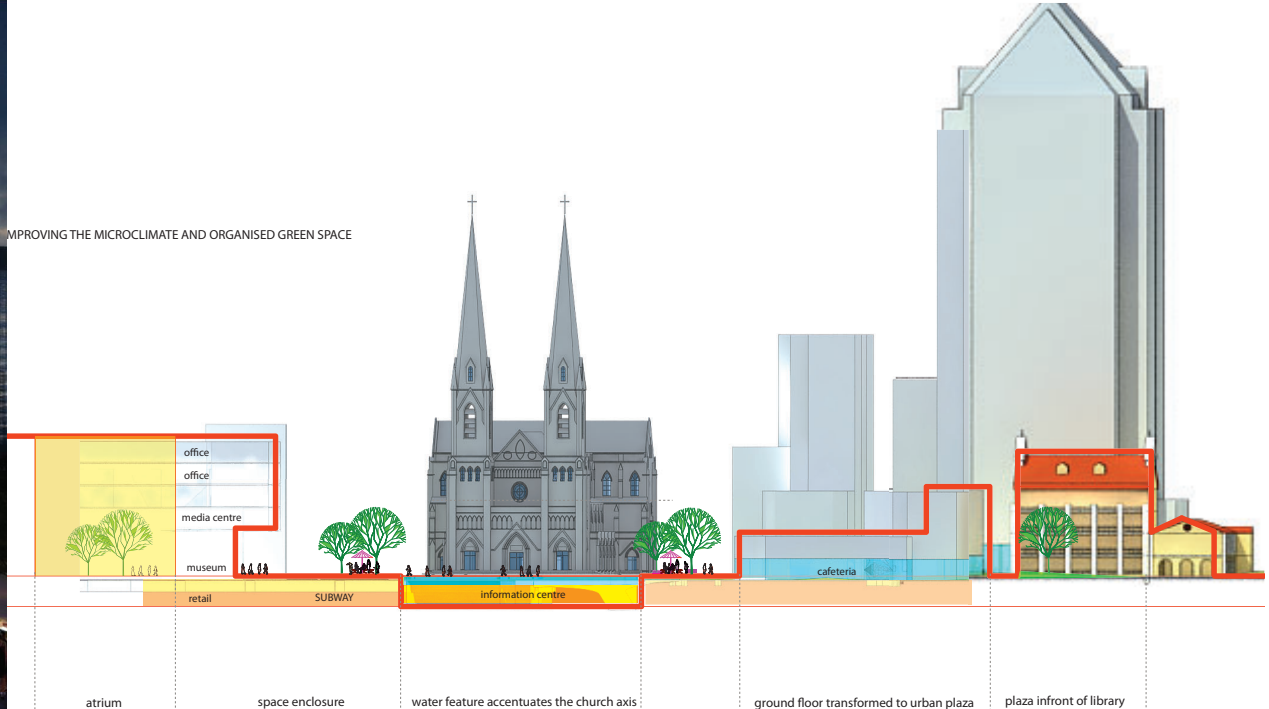 MPROVING THE MICROCLIMATE AND ORGANISED GREEN SPACE
office
office
media centre
museum
cafeteria
retail
SUBWAY
information centre
atrium
space enclosure
water feature accentuates the church axis
ground floor transformed to urban plaza
plaza infront of library